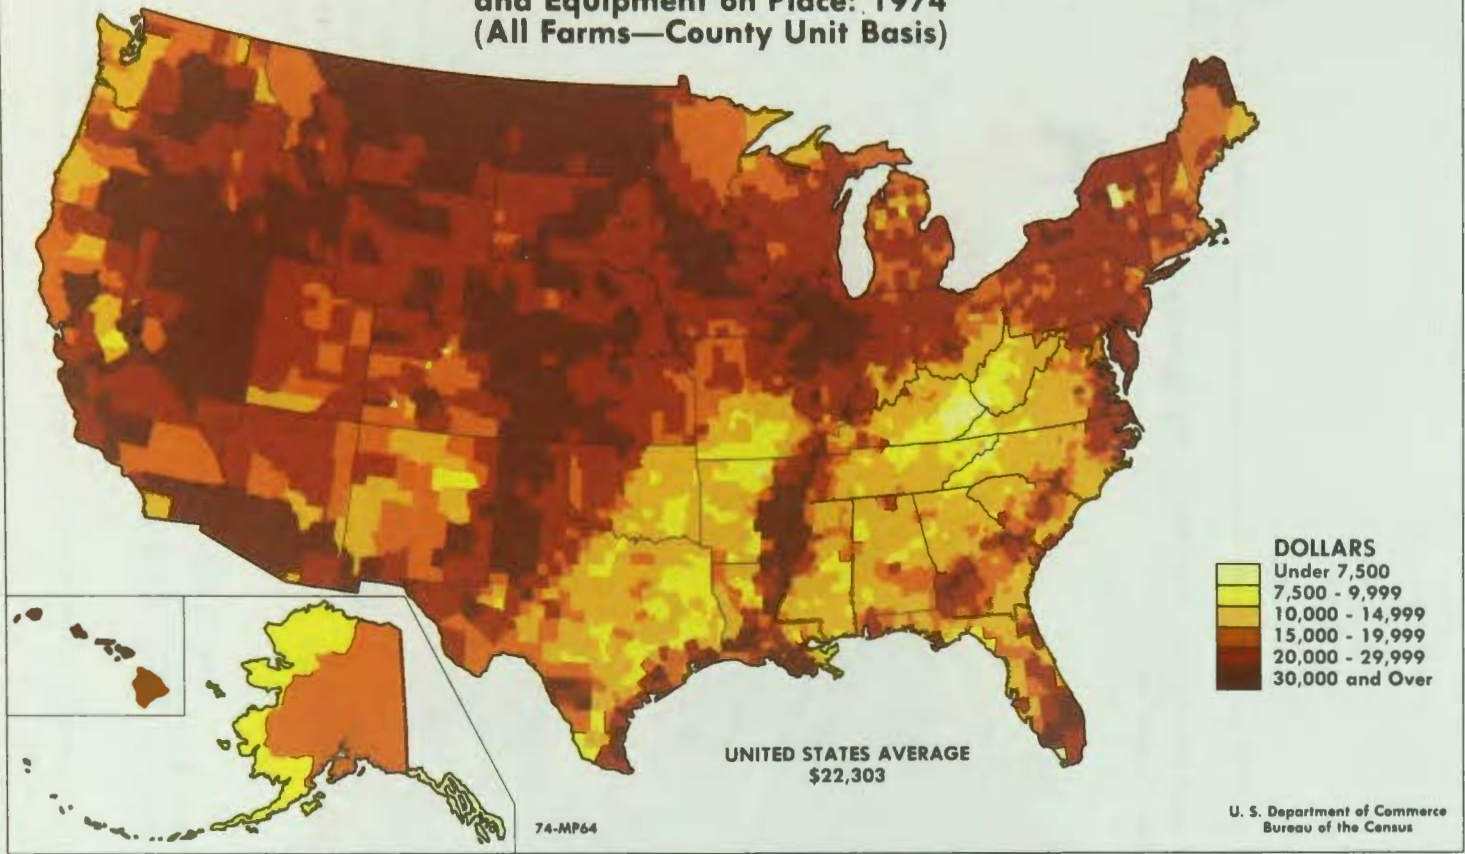 and Equipment on Place: 1974
(All Farms—County Unit Basis)
DOLLARS
Under 7,500
7,500 - 9,999
10,000 - 14,999
15,000 - 19,999
20,000 - 29,999
30,000 and Over
UNITED STATES AVERAGE
$22,303
74-MP64
U. S. Department of Commerce
Bureau of the Census